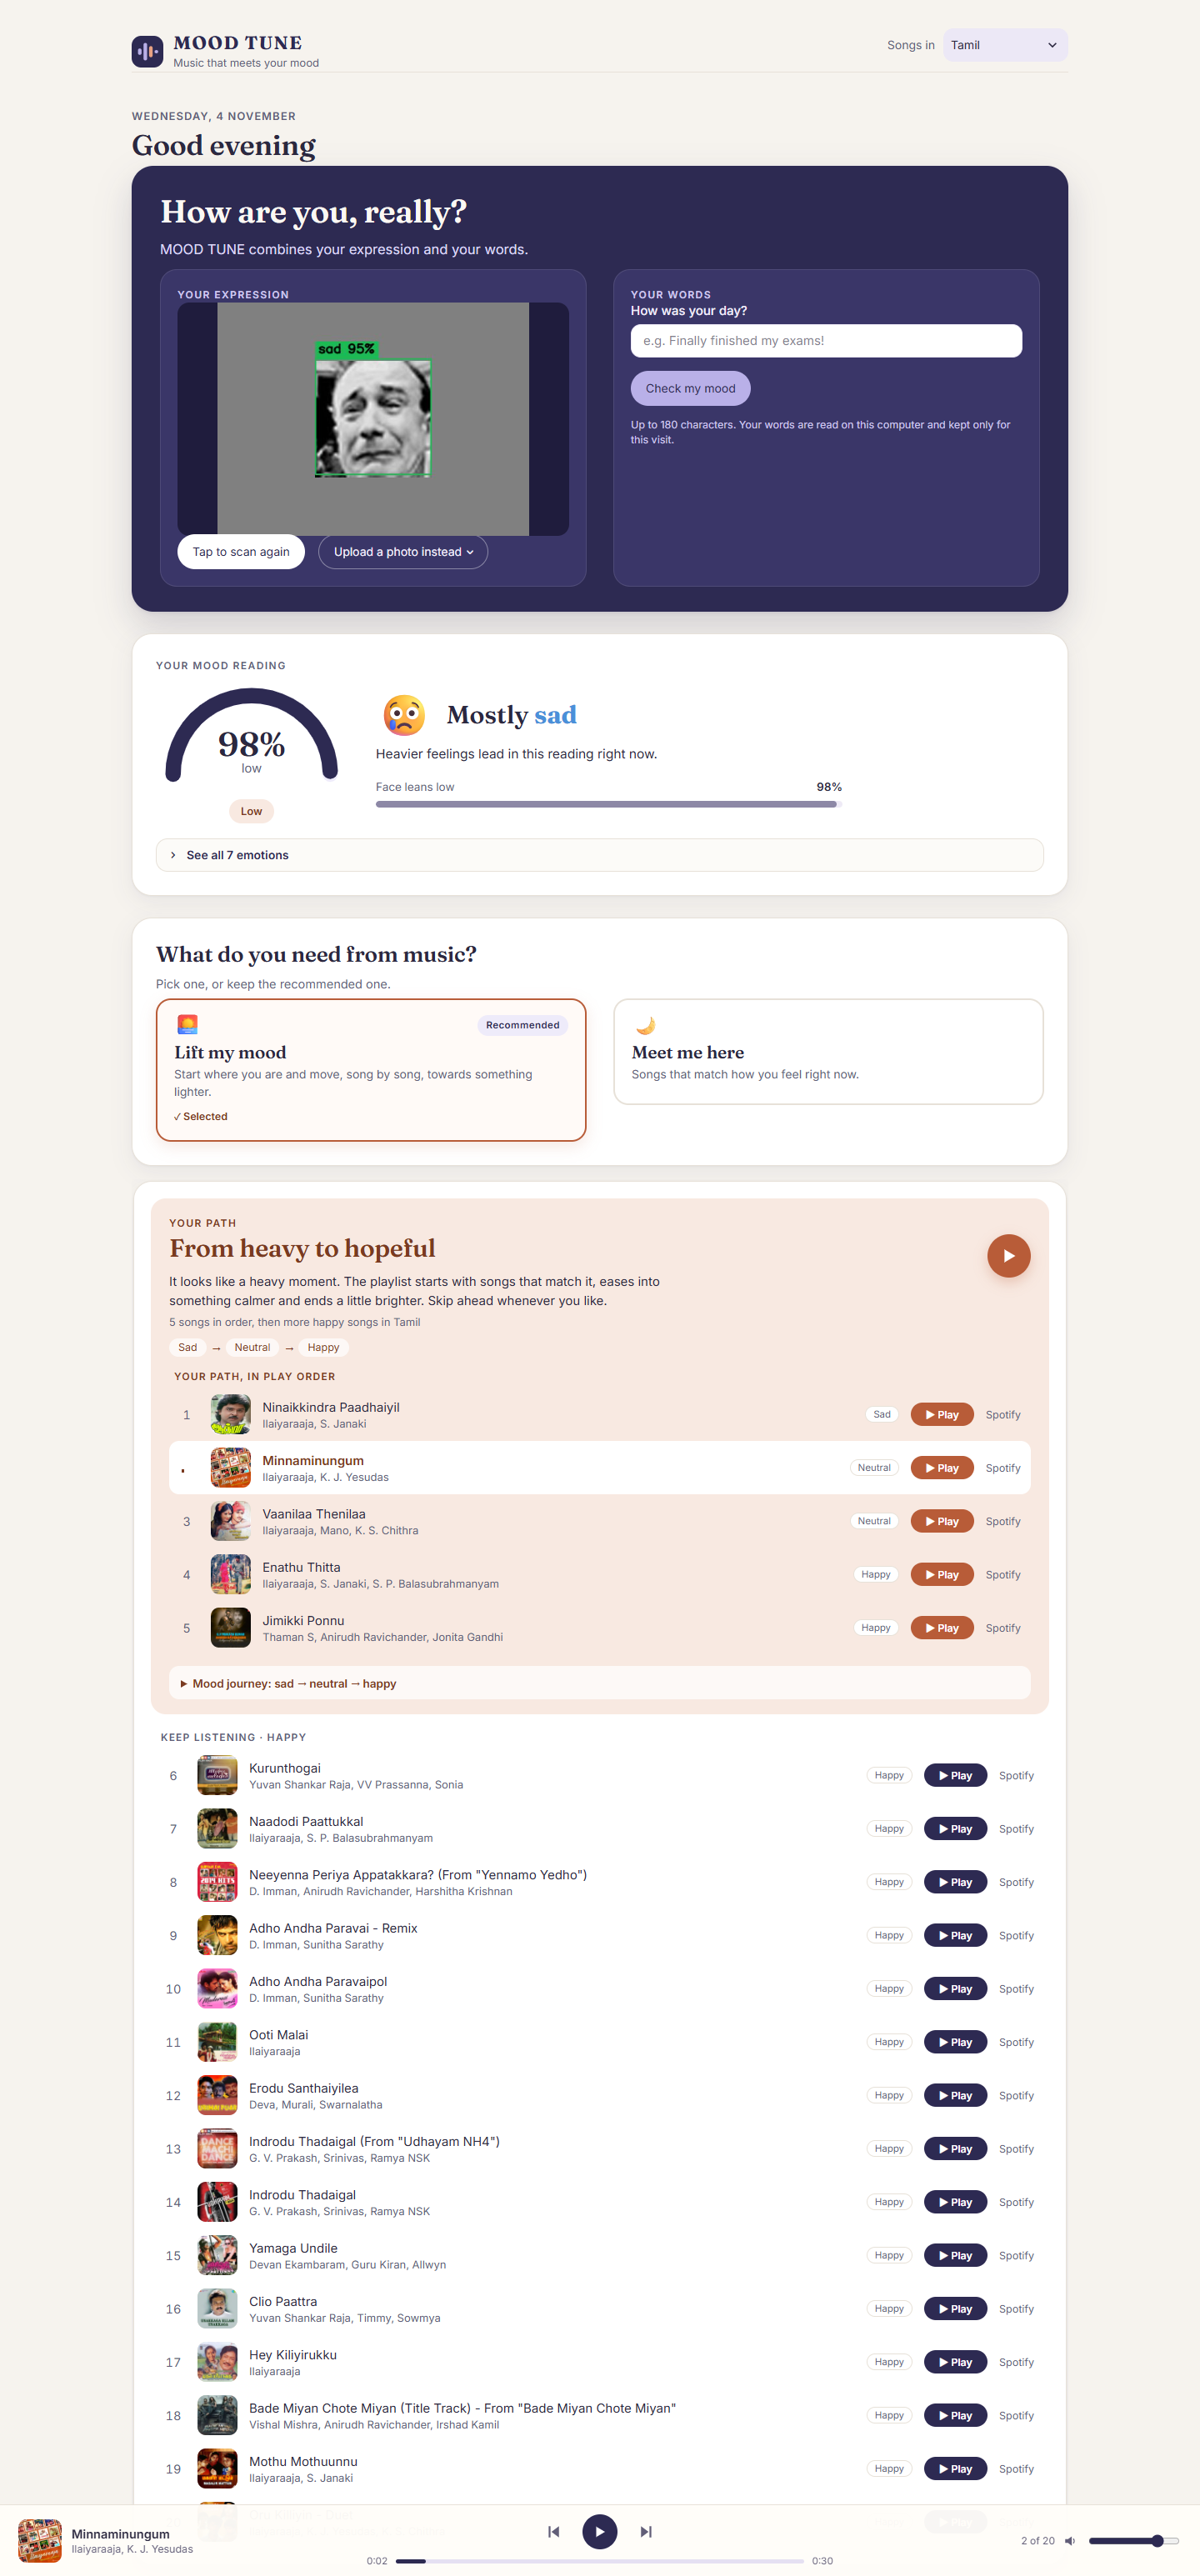 MOOD TUNE
Music that meets your mood
Songs in
Tamil
WEDNESDAY, 4 NOVEMBER
Good evening
How are you, really?
MOOD TUNE combines your expression and your words.
YOUR EXPRESSION
sad 95%
Tap to scan again
Upload a photo instead
YOUR WORDS
How was your day?
e.g. Finally finished my exams!
Check my mood
Up to 180 characters. Your words are read on this computer and kept only for
this visit.
YOUR MOOD READING
98%
low
Low
Mostly sad
Heavier feelings lead in this reading right now.
Face leans low
98%
See all 7 emotions
What do you need from music?
Pick one, or keep the recommended one.
Recommended
Lift my mood
Start where you are and move, song by song, towards something
lighter.
✓ Selected
Meet me here
Songs that match how you feel right now.
YOUR PATH
From heavy to hopeful
It looks like a heavy moment. The playlist starts with songs that match it, eases into
something calmer and ends a little brighter. Skip ahead whenever you like.
5 songs in order, then more happy songs in Tamil
Sad → Neutral → Happy
YOUR PATH, IN PLAY ORDER
1
Ninaikkindra Paadhaiyil
Ilaiyaraaja, S. Janaki
Sad
Play
Spotify
Minnaminungum
Ilaiyaraaja, K. J. Yesudas
Neutral
Play
Spotify
3
Vaanilaa Thenilaa
Ilaiyaraaja, Mano, K. S. Chithra
Neutral
Play
Spotify
4
Enathu Thitta
Ilaiyaraaja, S. Janaki, S. P. Balasubrahmanyam
Happy
Play
Spotify
5
Jimikki Ponnu
Thaman S, Anirudh Ravichander, Jonita Gandhi
Happy
Play
Spotify
Mood journey: sad → neutral → happy
KEEP LISTENING · HAPPY
6
Kurunthogai
Yuvan Shankar Raja, VV Prassanna, Sonia
Happy
Play
Spotify
7
Naadodi Paattukkal
Ilaiyaraaja, S. P. Balasubrahmanyam
Happy
Play
Spotify
8
Neeyenna Periya Appatakkara? (From "Yennamo Yedho")
D. Imman, Anirudh Ravichander, Harshitha Krishnan
Happy
Play
Spotify
9
Adho Andha Paravai - Remix
D. Imman, Sunitha Sarathy
Happy
Play
Spotify
10
Adho Andha Paravaipol
D. Imman, Sunitha Sarathy
Happy
Play
Spotify
11
Ooti Malai
Ilaiyaraaja
Happy
Play
Spotify
12
Erodu Santhaiyilea
Deva, Murali, Swarnalatha
Happy
Play
Spotify
13
Indrodu Thadaigal (From "Udhayam NH4")
G. V. Prakash, Srinivas, Ramya NSK
Happy
Play
Spotify
14
Indrodu Thadaigal
G. V. Prakash, Srinivas, Ramya NSK
Happy
Play
Spotify
15
Yamaga Undile
Devan Ekambaram, Guru Kiran, Allwyn
Happy
Play
Spotify
16
Clio Paattra
Yuvan Shankar Raja, Timmy, Sowmya
Happy
Play
Spotify
17
Hey Kiliyirukku
Ilaiyaraaja
Happy
Play
Spotify
18
Bade Miyan Chote Miyan (Title Track) - From "Bade Miyan Chote Miyan"
Vishal Mishra, Anirudh Ravichander, Irshad Kamil
Happy
Play
Spotify
19
Mothu Mothuunnu
Ilaiyaraaja, S. Janaki
Happy
Play
Spotify
Minnaminungum
Ilaiyaraaja, K. J. Yesudas
0:02
0:30
2 of 20